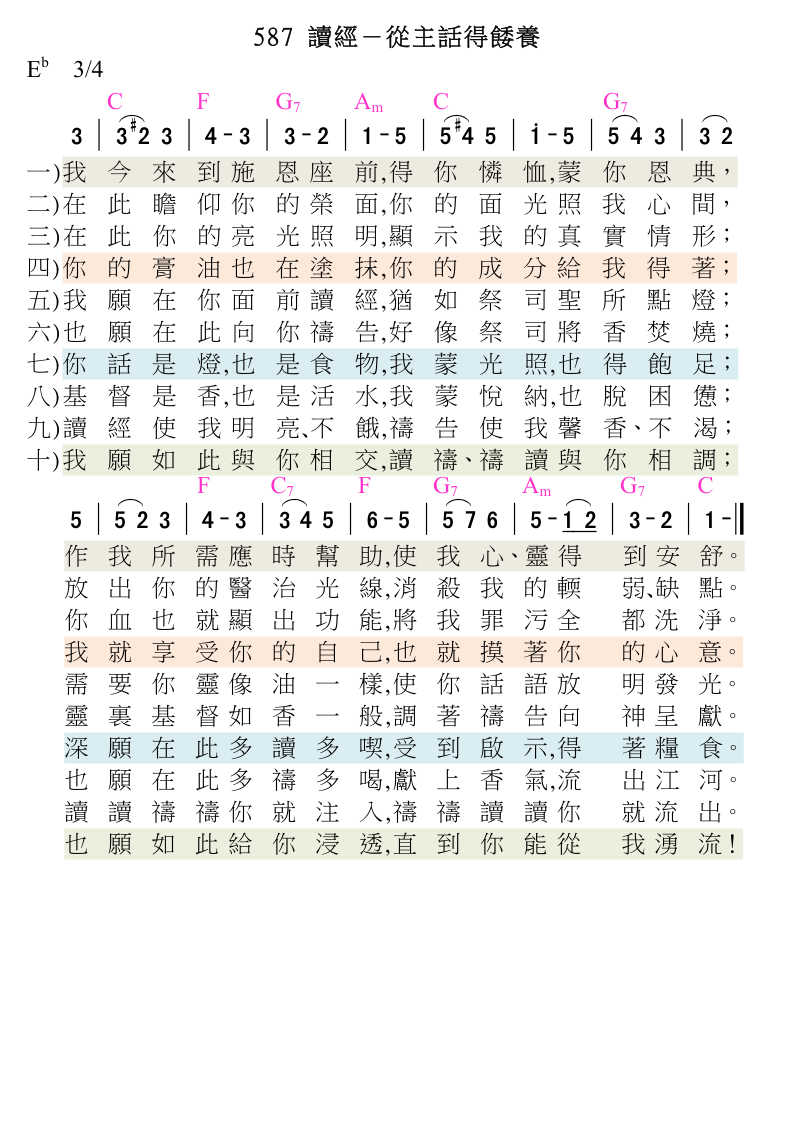 587 讀經－從主話得餧養
E♭ 3/4
C F G7 Am C G7
3 | 3 #2 3 | 4 - 3 | 3 - 2 | 1 - 5 | 5 #4 5 | i - 5 | 5 4 3 | 3 2
一)我今來到施恩座前,得你憐恤,蒙你恩典，
二)在此瞻仰你的榮面,你的面光照我心間，
三)在此你的亮光照明,顯示我的真實情形；
四)你的膏油也在塗抹,你的成分給我得著；
五)我願在你面前讀經,猶如祭司聖所點燈；
六)也願在此向你禱告,好像祭司將香焚燒；
七)你話是燈,也是食物,我蒙光照,也得飽足；
八)基督是香,也是活水,我蒙悅納,也脫困憊；
九)讀經使我明亮、不餓,禱告使我馨香、不渴；
十)我願如此與你相交,讀禱、禱讀與你相調；
F C7 F G7 Am G7 C
5 | 5 2 3 | 4 - 3 | 3 4 5 | 6 - 5 | 5 7 6 | 5 - 1 2 | 3 - 2 | 1 - ||
作我所需應時幫助,使我心、靈得到安舒。
放出你的醫治光線,消殺我的輭弱、缺點。
你血也就顯出功能,將我罪污全都洗淨。
我就享受你的自己,也就摸著你的心意。
需要你靈像油一樣,使你話語放明發光。
靈裏基督如香一般,調著禱告向神呈獻。
深願在此多讀多喫,受到啟示,得著糧食。
也願在此多禱多喝,獻上香氣,流出江河。
讀讀禱禱你就注入,禱禱讀讀你就流出。
也願如此給你浸透,直到你能從我湧流！